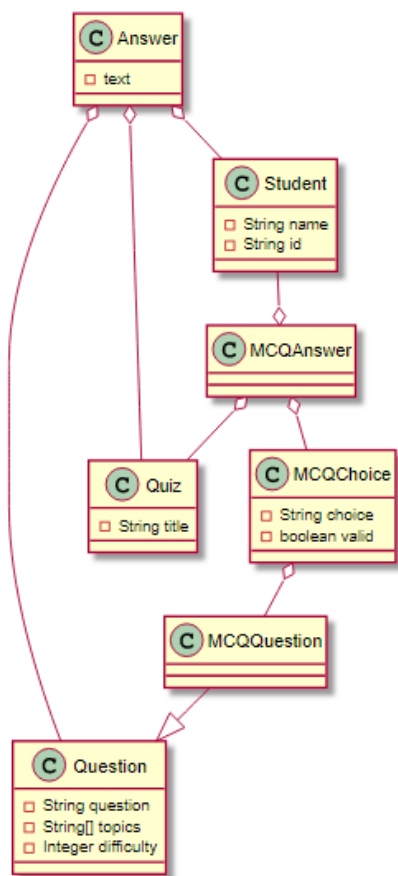 C Answer
text
C Student
String name
String id
C MCQAnswer
C Quiz
String title
C MCQChoice
String choice
boolean valid
C MCQQuestion
C Question
String question
String[] topics
Integer difficulty